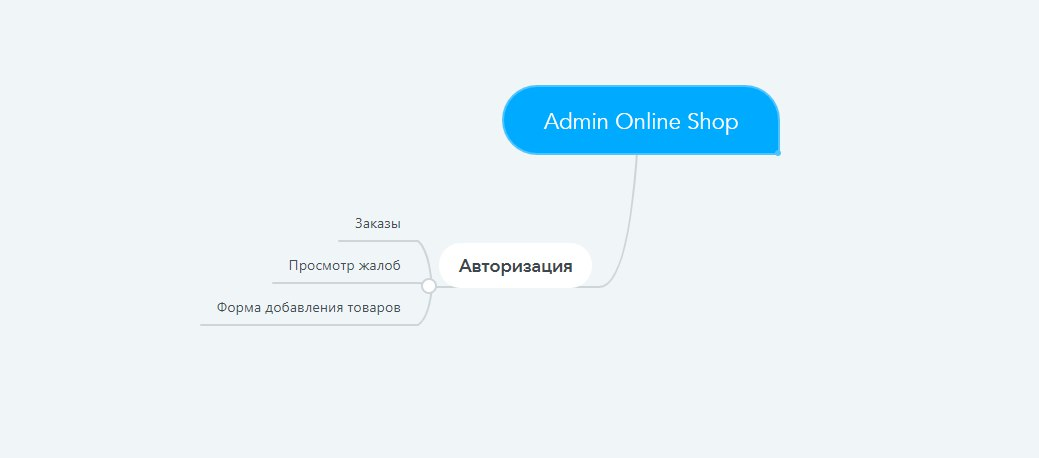 Admin Online Shop
Заказы
Просмотр жалоб
Авторизация
Форма добавления товаров